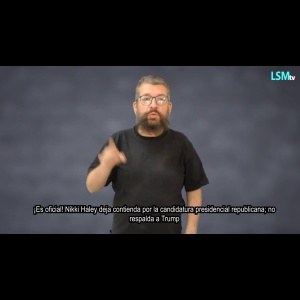 LSMtv
¡Es oficial! Nikki Haley deja contienda por la candidatura presidencial republicana; no
respalda a Trump